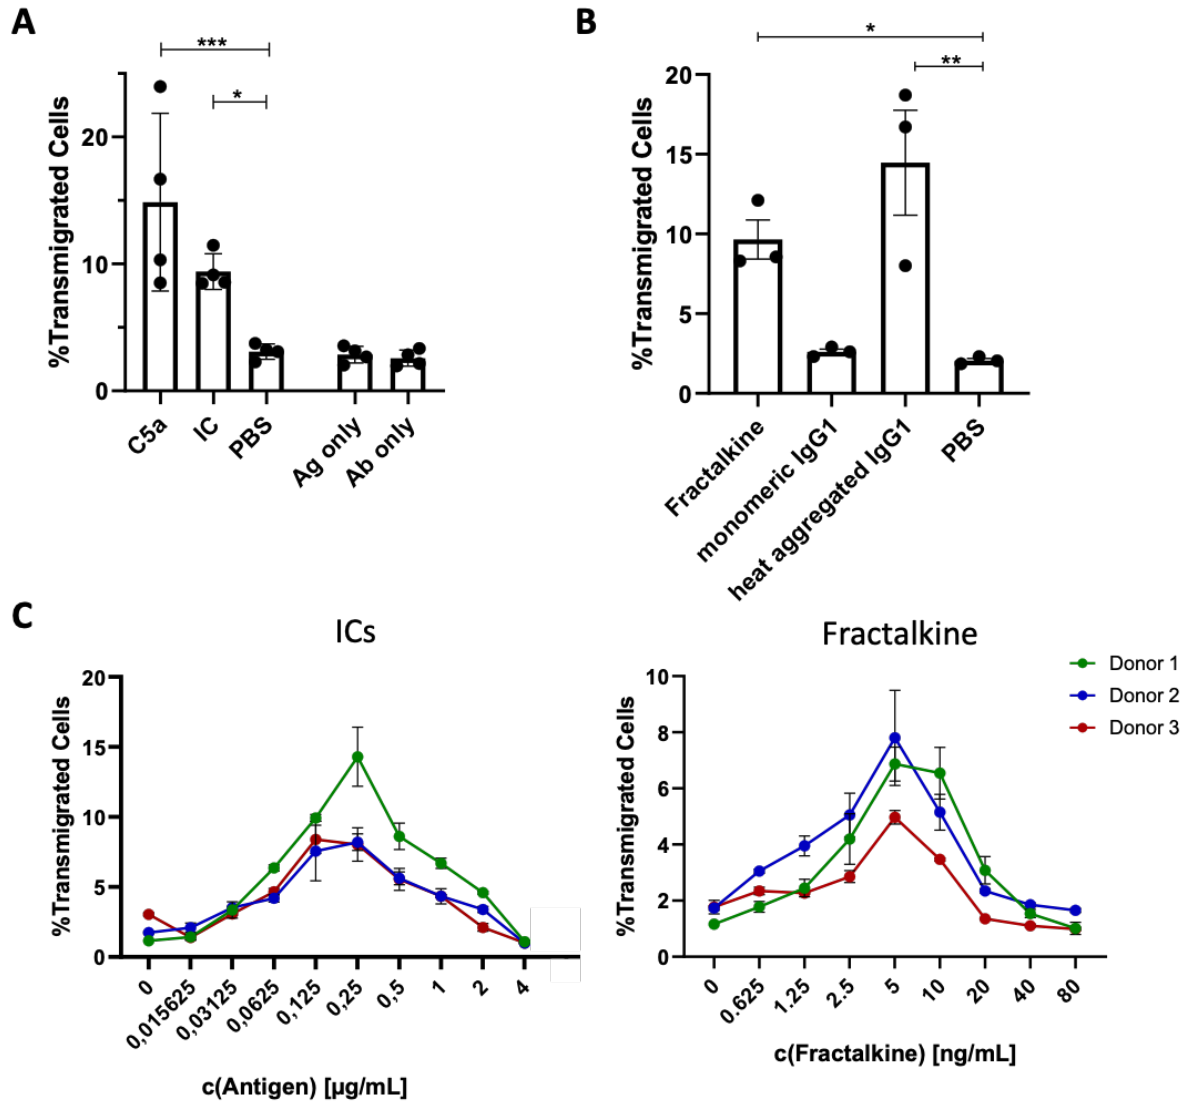 A
%Transmigrated Cells
20
10
0
***
*
C5a
IC
PBS
Ag only
Ab only
B
%Transmigrated Cells
20
15
10
5
0
*
**
Fractalkine
monomeric IgG1
heat aggregated IgG1
PBS
C
ICs
%Transmigrated Cells
20
15
10
5
0
0
0,015625
0,03125
0,0625
0,125
0,25
0,5
1
2
4
c(Antigen) [µg/mL]
Fractalkine
%Transmigrated Cells
10
8
6
4
2
0
0
0.625
1.25
2.5
5
10
20
40
80
c(Fractalkine) [ng/mL]
Donor 1
Donor 2
Donor 3